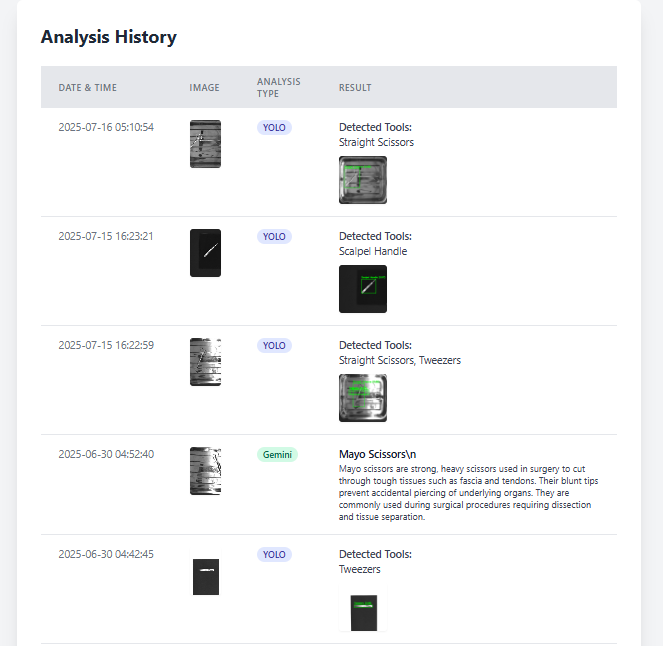 Analysis History
DATE & TIME
IMAGE
ANALYSIS
TYPE
RESULT
2025-07-16 05:10:54
YOLO
Detected Tools:
Straight Scissors
2025-07-15 16:23:21
YOLO
Detected Tools:
Scalpel Handle
2025-07-15 16:22:59
YOLO
Detected Tools:
Straight Scissors, Tweezers
2025-06-30 04:52:40
Gemini
Mayo Scissors\n
Mayo scissors are strong, heavy scissors used in surgery to cut
through tough tissues such as fascia and tendons. Their blunt tips
prevent accidental piercing of underlying organs. They are
commonly used during surgical procedures requiring dissection
and tissue separation.
2025-06-30 04:42:45
YOLO
Detected Tools:
Tweezers